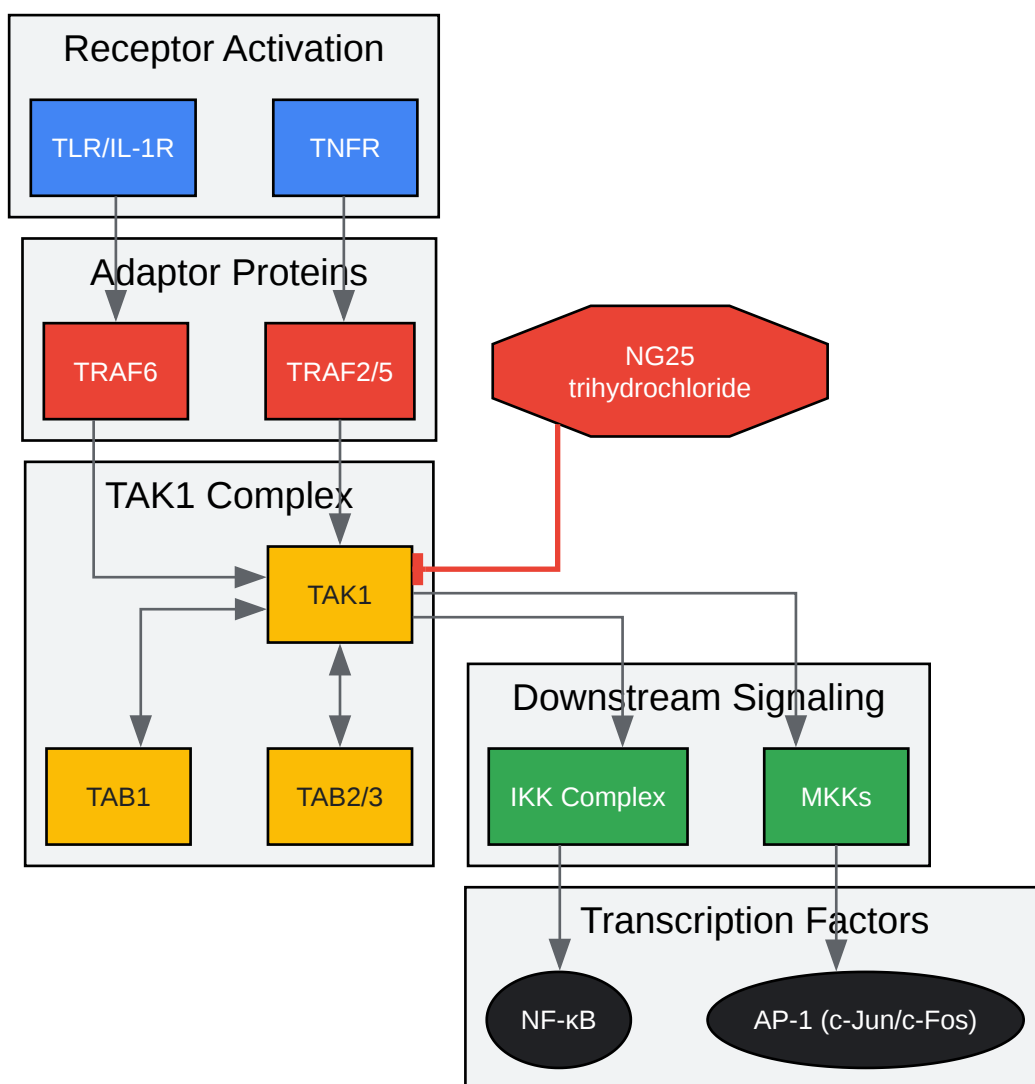 Receptor Activation
TLR/IL-1R
TNFR
Adaptor Proteins
TRAF6
TRAF2/5
NG25
trihydrochloride
TAK1 Complex
TAK1
TAB1
TAB2/3
Downstream Signaling
IKK Complex
MKKs
Transcription Factors
NF-κB
AP-1 (c-Jun/c-Fos)